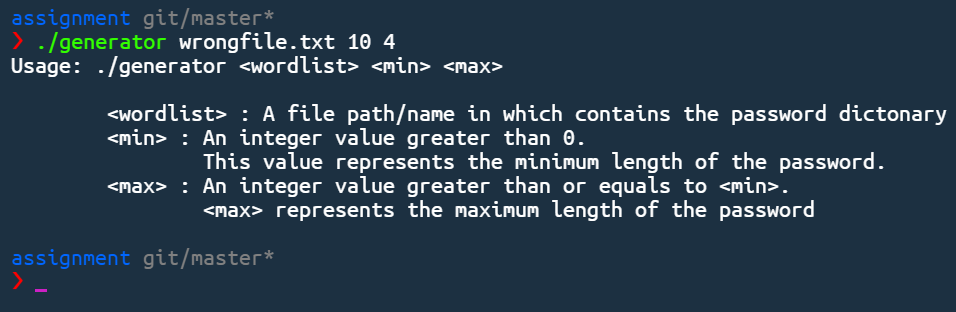 assignment git/master*
❯ ./generator wrongfile.txt 10 4
Usage: ./generator <wordlist> <min> <max>
<wordlist> : A file path/name in which contains the password dictonary
<min> : An integer value greater than 0.
This value represents the minimum length of the password.
<max> : An integer value greater than or equals to <min>.
<max> represents the maximum length of the password
assignment git/master*
❯ _